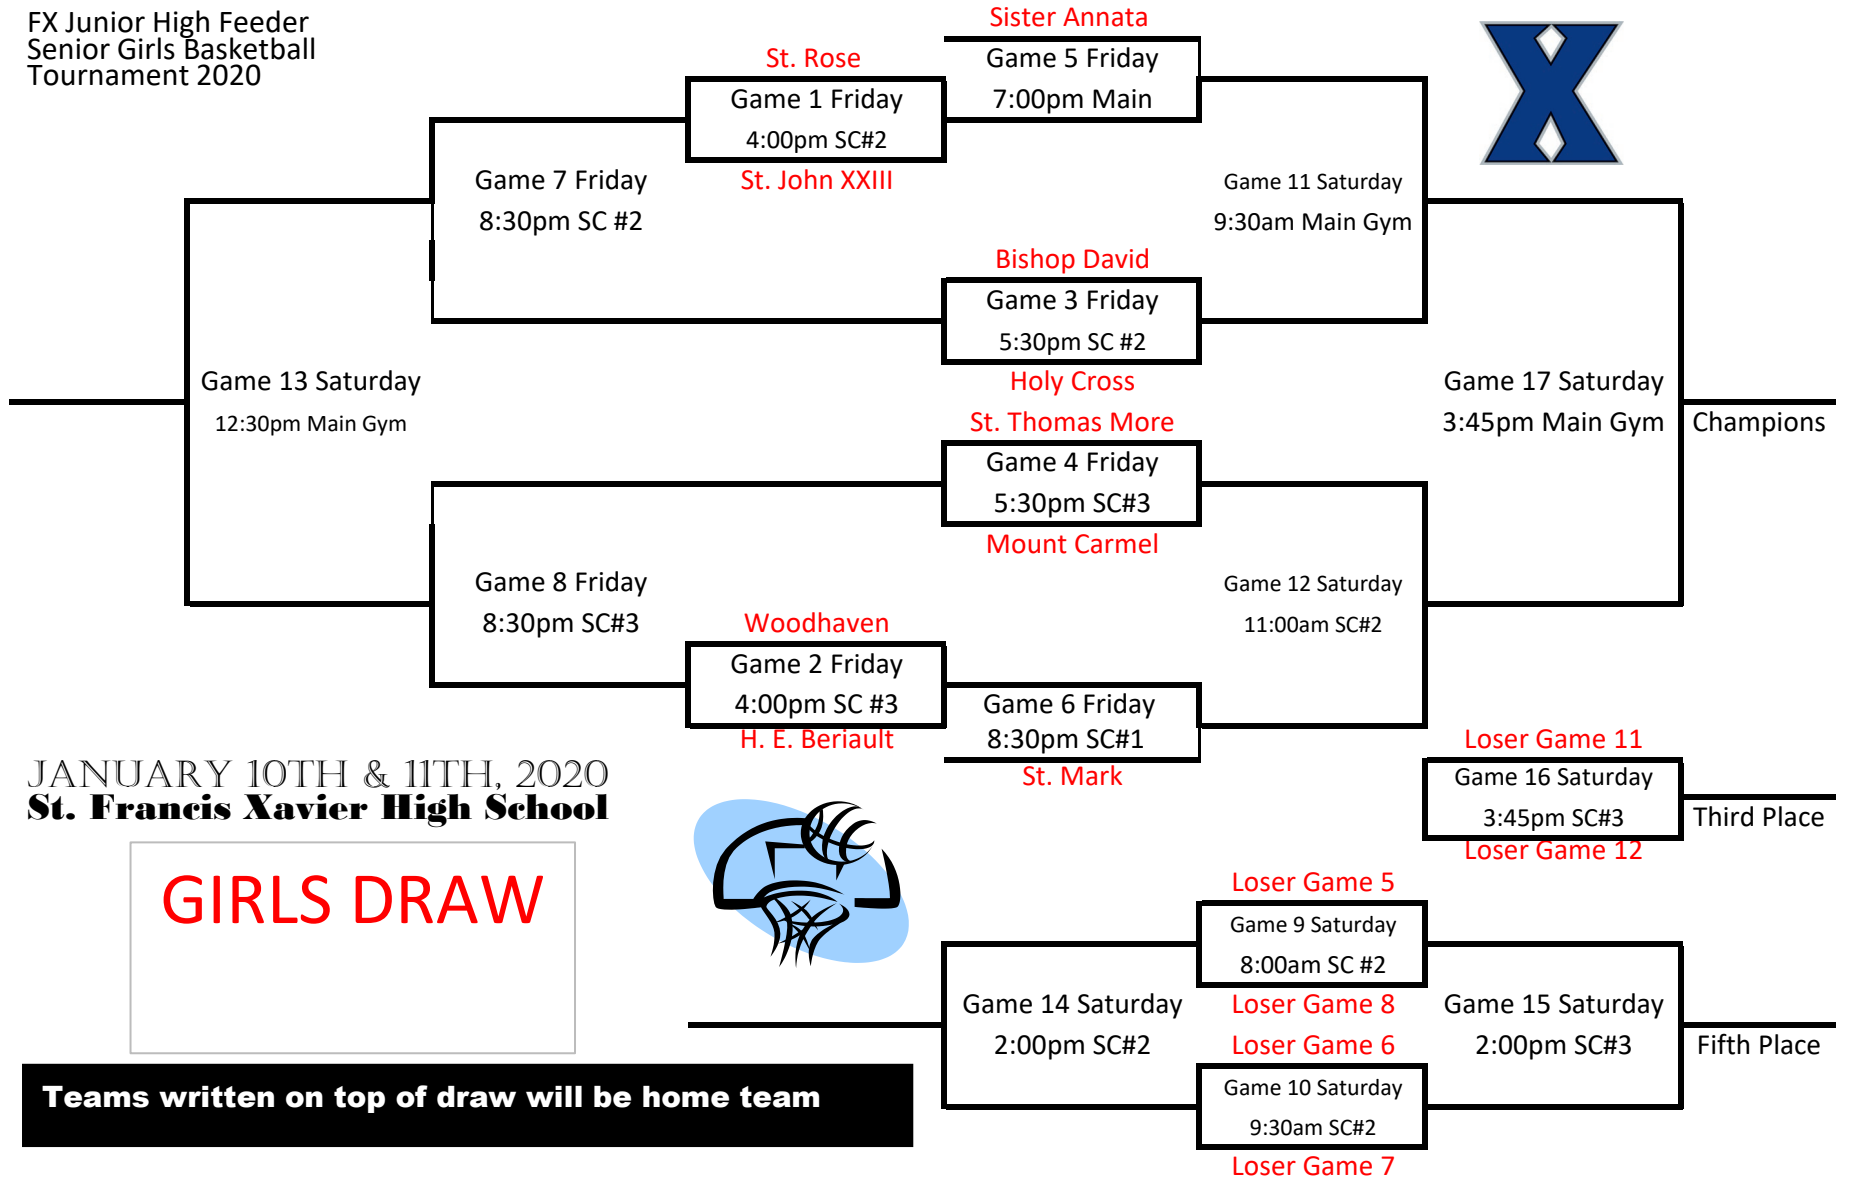 FX Junior High Feeder
Senior Girls Basketball
Tournament 2020
Sister Annata
St. Rose
Game 5 Friday
7:00pm Main
Game 1 Friday
4:00pm SC#2
St. John XXIII
Game 7 Friday
8:30pm SC #2
Game 11 Saturday
9:30am Main Gym
Bishop David
Game 3 Friday
5:30pm SC #2
Holy Cross
Game 13 Saturday
12:30pm Main Gym
Game 17 Saturday
3:45pm Main Gym
Champions
St. Thomas More
Game 4 Friday
5:30pm SC#3
Mount Carmel
Game 8 Friday
8:30pm SC#3
Game 12 Saturday
11:00am SC#2
Woodhaven
Game 2 Friday
4:00pm SC #3
H. E. Beriault
Game 6 Friday
8:30pm SC#1
St. Mark
Loser Game 11
Game 16 Saturday
3:45pm SC#3
Loser Game 12
Third Place
JANUARY 10TH & 11TH, 2020
St. Francis Xavier High School
GIRLS DRAW
Loser Game 5
Game 9 Saturday
8:00am SC #2
Loser Game 8
Game 14 Saturday
2:00pm SC#2
Game 15 Saturday
2:00pm SC#3
Fifth Place
Loser Game 6
Game 10 Saturday
9:30am SC#2
Loser Game 7
Teams written on top of draw will be home team
X